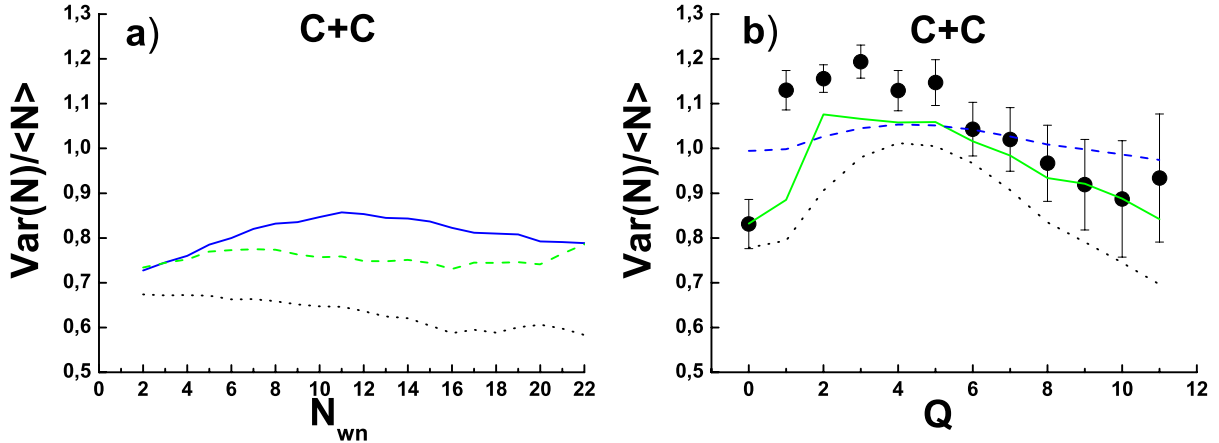 a)
C+C
Var(N)/<N>
1,3
1,2
1,1
1,0
0,9
0,8
0,7
0,6
0,5
0 2 4 6 8 10 12 14 16 18 20 22
N_wn
b)
C+C
Var(N)/<N>
1,3
1,2
1,1
1,0
0,9
0,8
0,7
0,6
0,5
0 2 4 6 8 10 12
Q